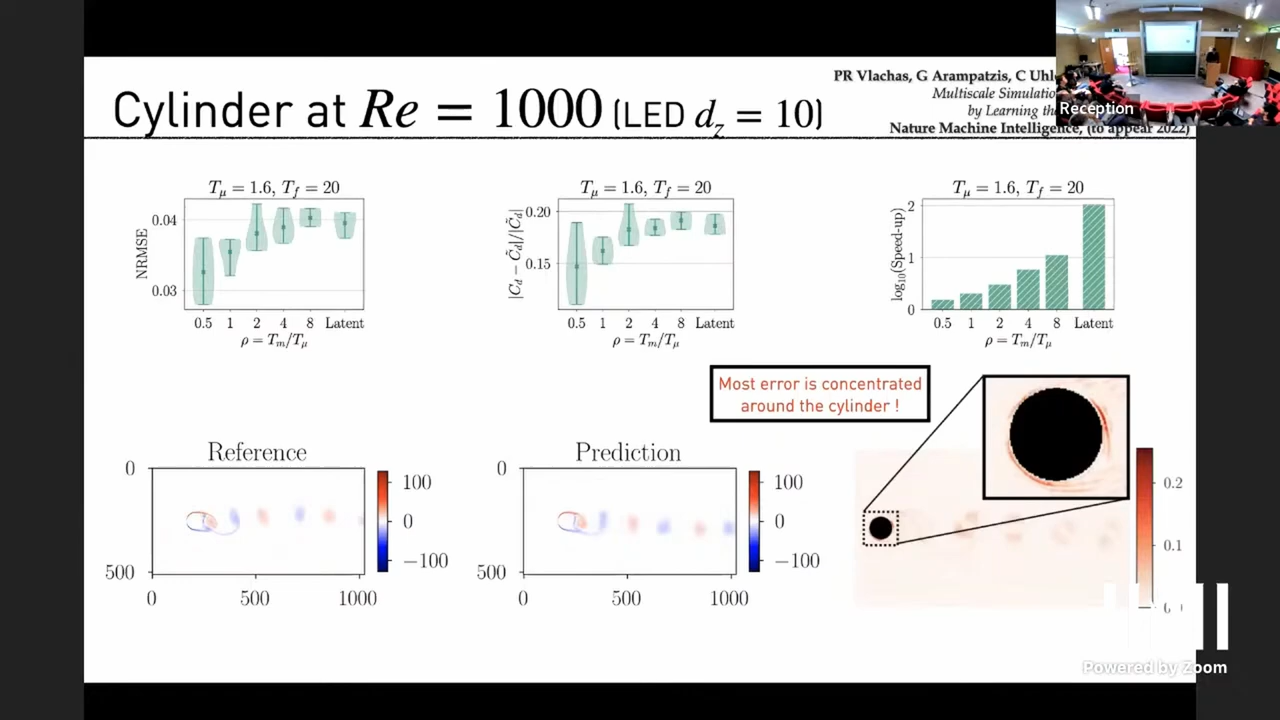 PR Vlachas, G Arampatzis, C Uhl
Multiscale Simulatio
by Learning th
Nature Machine Intelligence, (to appear 2022)
Reception
Cylinder at Re = 1000 (LED d_z = 10)
T_μ = 1.6, T_f = 20
NRMSE
0.04
0.03
0.5 1 2 4 8 Latent
ρ = T_m/T_μ
T_μ = 1.6, T_f = 20
|C_d − C̃_d|/|C̃_d|
0.20
0.15
0.5 1 2 4 8 Latent
ρ = T_m/T_μ
T_μ = 1.6, T_f = 20
log₁₀(Speed-up)
2
1
0
0.5 1 2 4 8 Latent
ρ = T_m/T_μ
Most error is concentrated
around the cylinder !
Reference
0
500
0 500 1000
100
0
−100
Prediction
0
500
0 500 1000
100
0
−100
0.2
0.1
Powered by Zoom